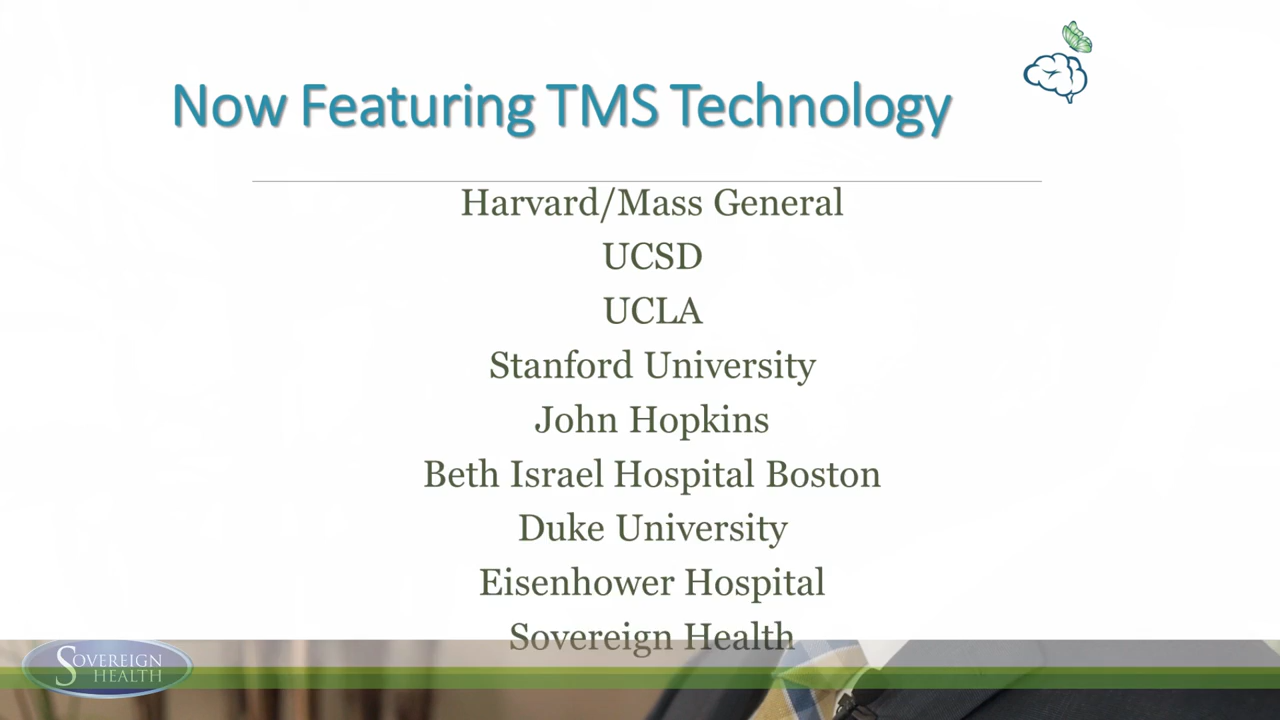 Now Featuring TMS Technology
Harvard/Mass General
UCSD
UCLA
Stanford University
John Hopkins
Beth Israel Hospital Boston
Duke University
Eisenhower Hospital
Sovereign Health
SOVEREIGN
HEALTH